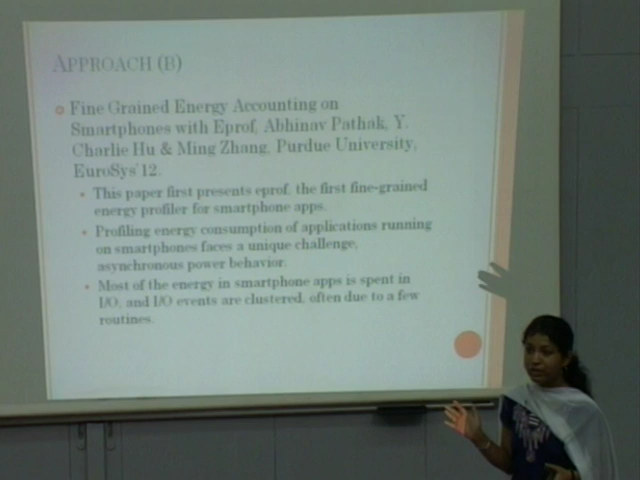 APPROACH (B)
Fine Grained Energy Accounting on
Smartphones with Eprof, Abhinav Pathak, Y.
Charlie Hu & Ming Zhang, Purdue University,
EuroSys'12.
This paper first presents eprof, the first fine-grained
energy profiler for smartphone apps.
Profiling energy consumption of applications running
on smartphones faces a unique challenge,
asynchronous power behavior.
Most of the energy in smartphone apps is spent in
I/O, and I/O events are clustered, often due to a few
routines.